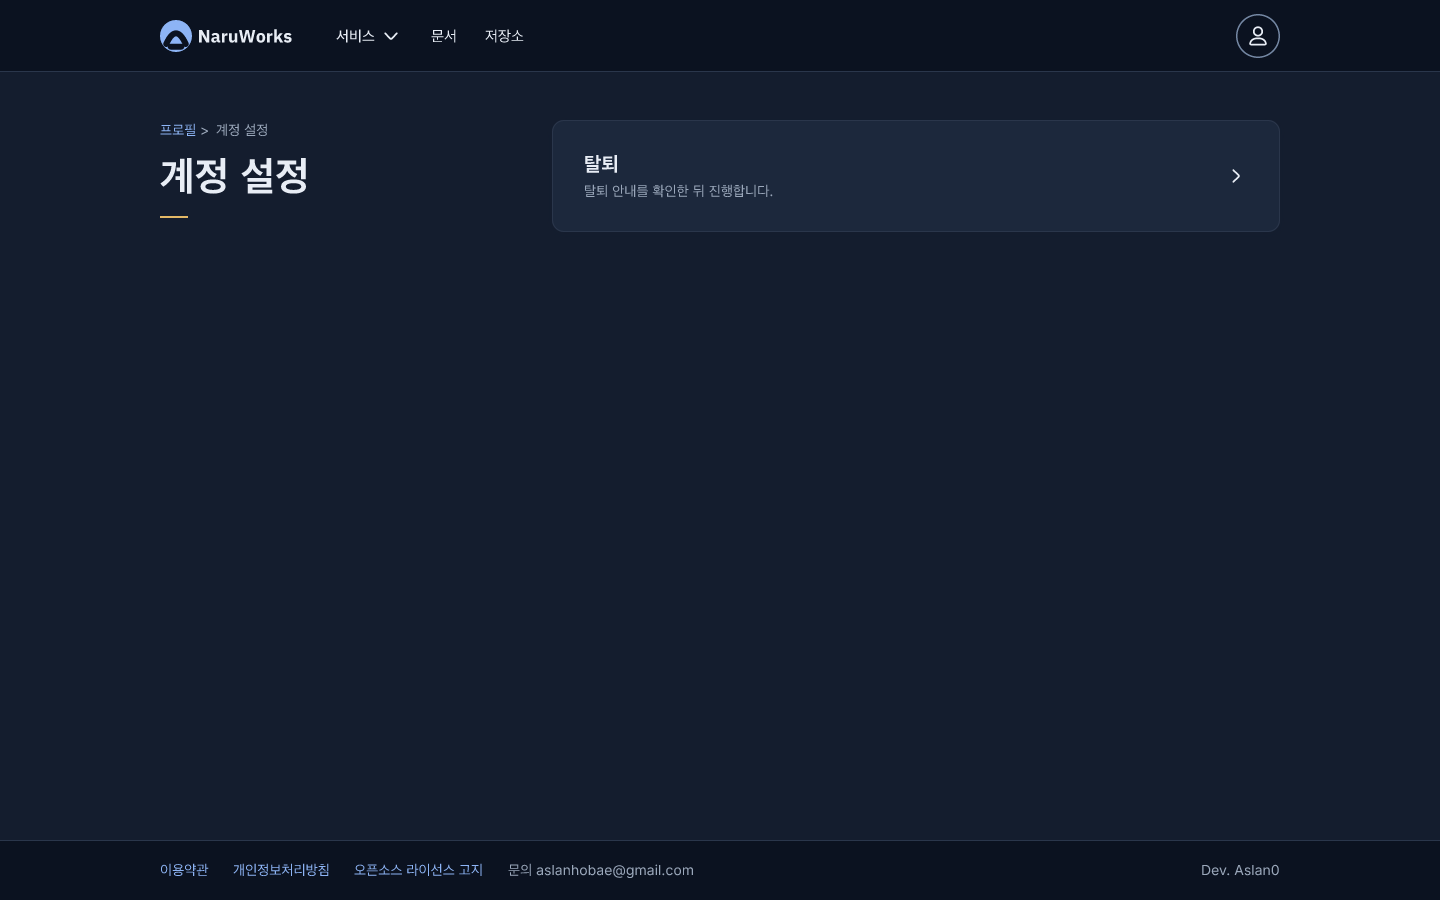 NaruWorks 서비스 문서 저장소
프로필 > 계정 설정
계정 설정
탈퇴
탈퇴 안내를 확인한 뒤 진행합니다.
이용약관 개인정보처리방침 오픈소스 라이선스 고지 문의 aslanhobae@gmail.com Dev. Aslan0